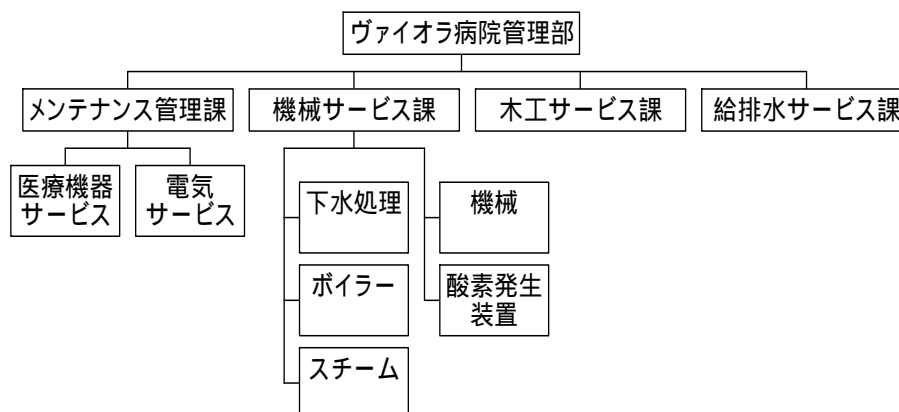 ヴァイオラ病院管理部
メンテナンス管理課
機械サービス課
木工サービス課
給排水サービス課
医療機器
サービス
電気
サービス
下水処理
機械
ボイラー
酸素発生
装置
スチーム